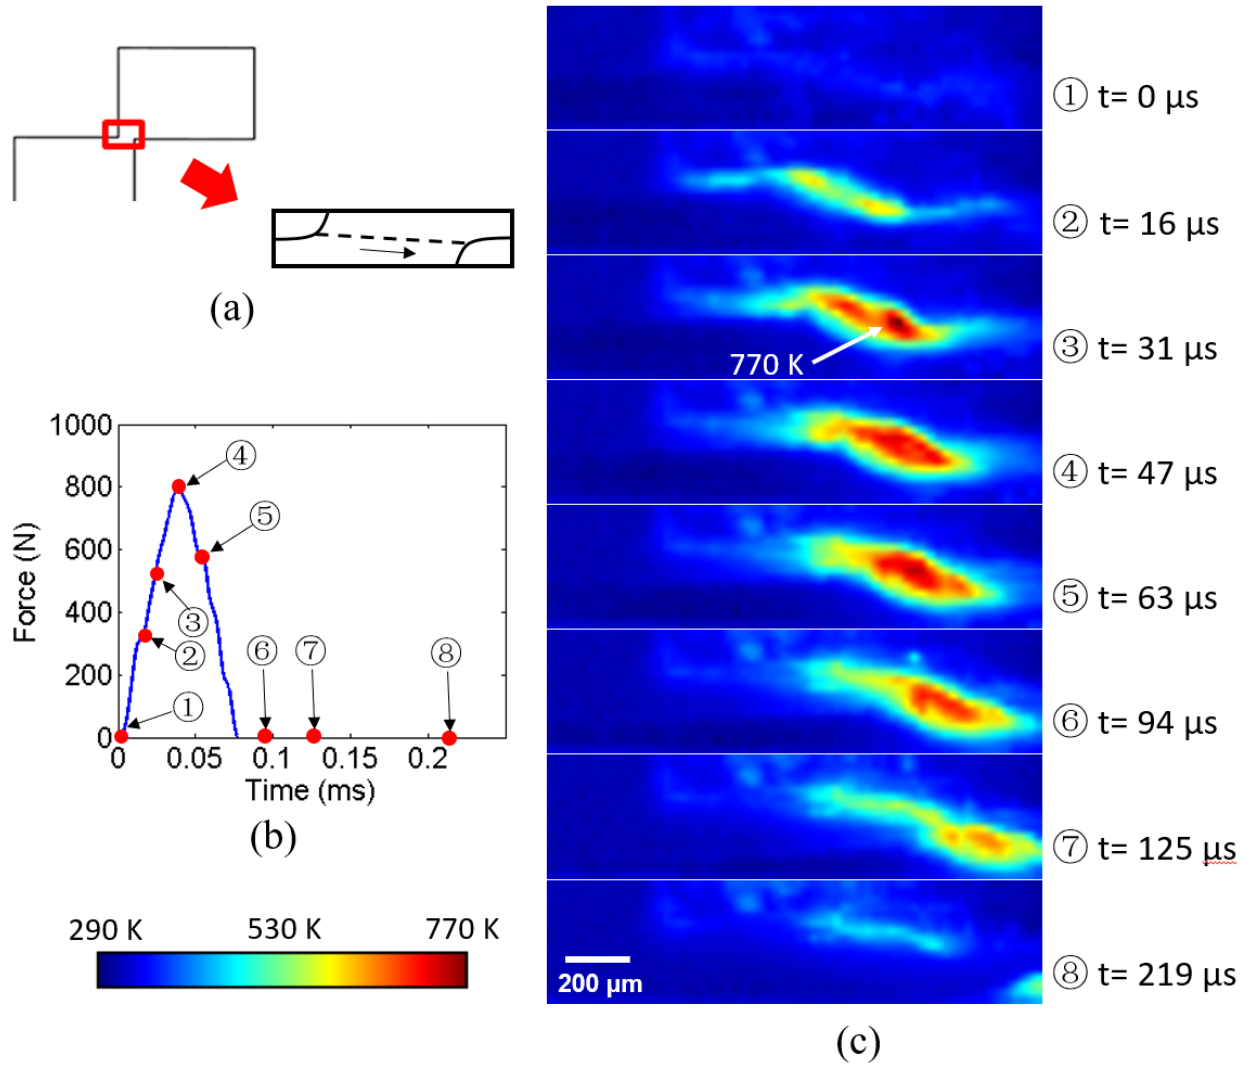 (a)
1000
800
600
400
200
0
0 0.05 0.1 0.15 0.2
Force (N)
Time (ms)
①
②
③
④
⑤
⑥
⑦
⑧
(b)
290 K 530 K 770 K
① t= 0 µs
② t= 16 µs
770 K
③ t= 31 µs
④ t= 47 µs
⑤ t= 63 µs
⑥ t= 94 µs
⑦ t= 125 µs
⑧ t= 219 µs
200 µm
(c)